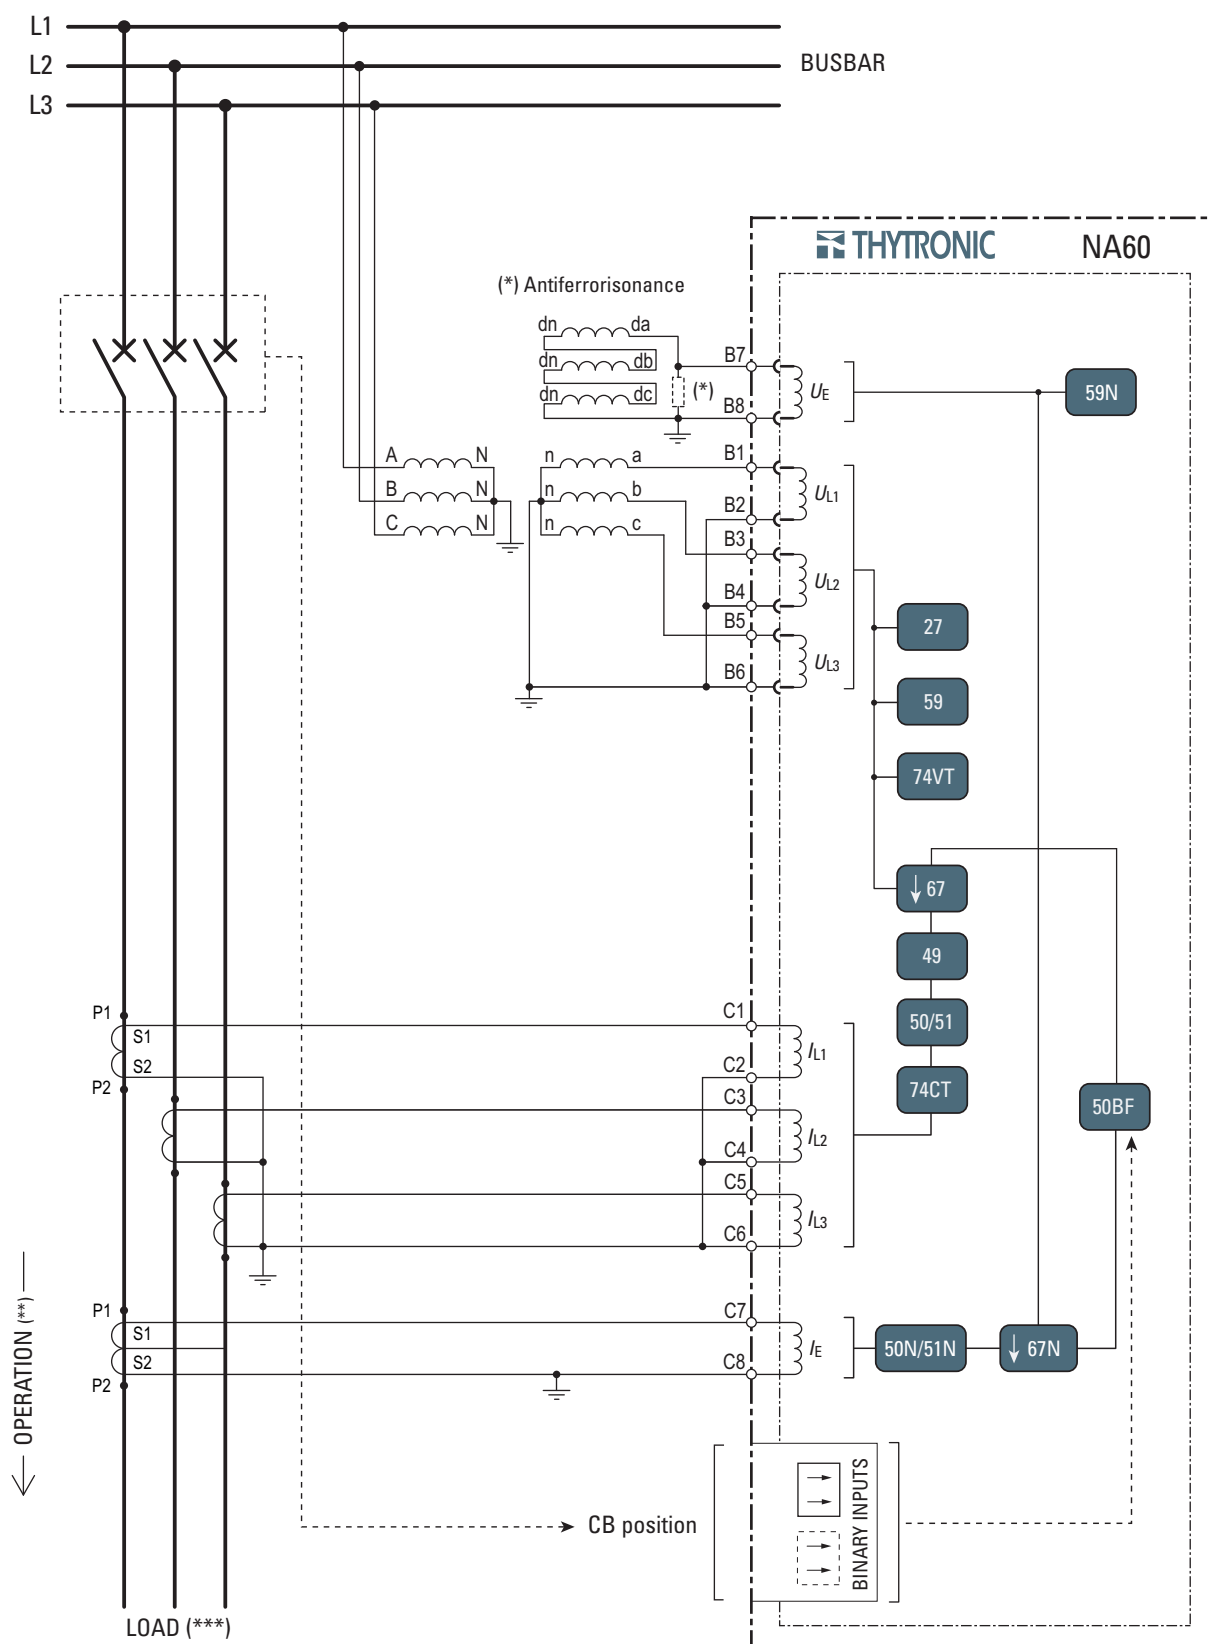 L1
L2
L3
BUSBAR
THYTRONIC
NA60
(*) Antiferrorisonance
dn
da
dn
db
dn
dc
(*)
B7
B8
UE
59N
A
N
B
N
C
N
n
a
n
b
n
c
B1
B2
B3
B4
B5
B6
UL1
UL2
UL3
27
59
74VT
67
49
50/51
74CT
50BF
P1
S1
S2
P2
C1
C2
C3
C4
C5
C6
IL1
IL2
IL3
P1
S1
S2
P2
C7
C8
IE
50N/51N
67N
OPERATION (**)
CB position
BINARY INPUTS
LOAD (***)